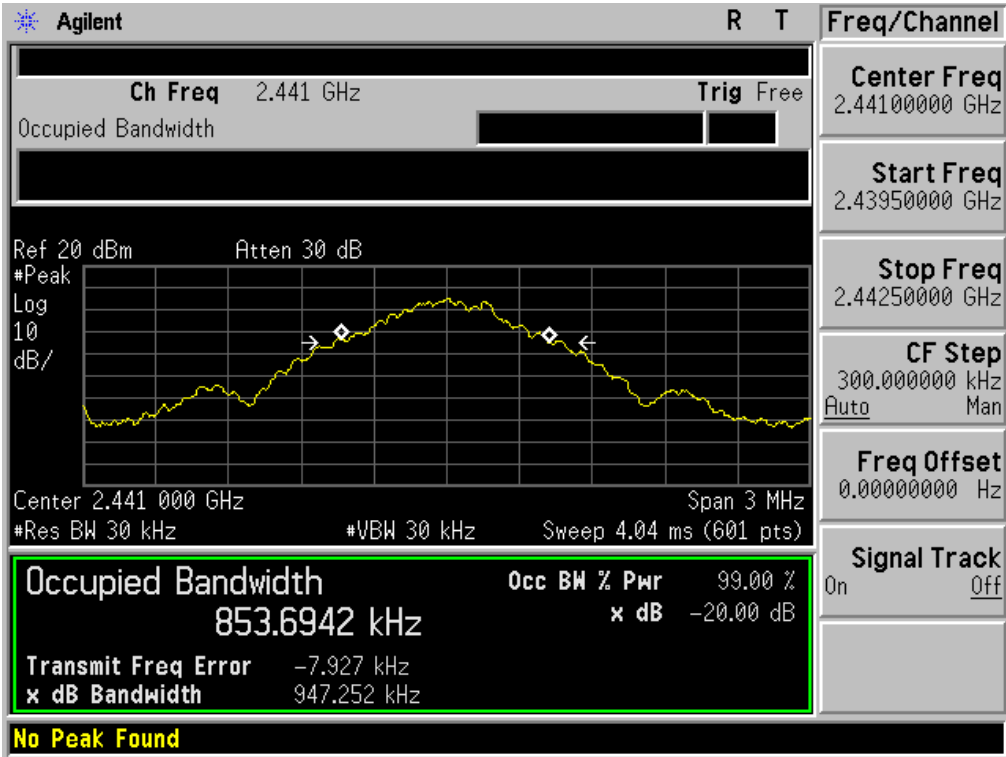 Agilent R T
Ch Freq 2.441 GHz Trig Free
Occupied Bandwidth
Ref 20 dBm Atten 30 dB
#Peak
Log
10
dB/
Center 2.441 000 GHz Span 3 MHz
#Res BW 30 kHz #VBW 30 kHz Sweep 4.04 ms (601 pts)
Occupied Bandwidth Occ BW % Pwr 99.00 %
853.6942 kHz x dB -20.00 dB
Transmit Freq Error -7.927 kHz
x dB Bandwidth 947.252 kHz
No Peak Found
Freq/Channel
Center Freq
2.44100000 GHz
Start Freq
2.43950000 GHz
Stop Freq
2.44250000 GHz
CF Step
300.000000 kHz
Auto Man
Freq Offset
0.00000000 Hz
Signal Track
On Off